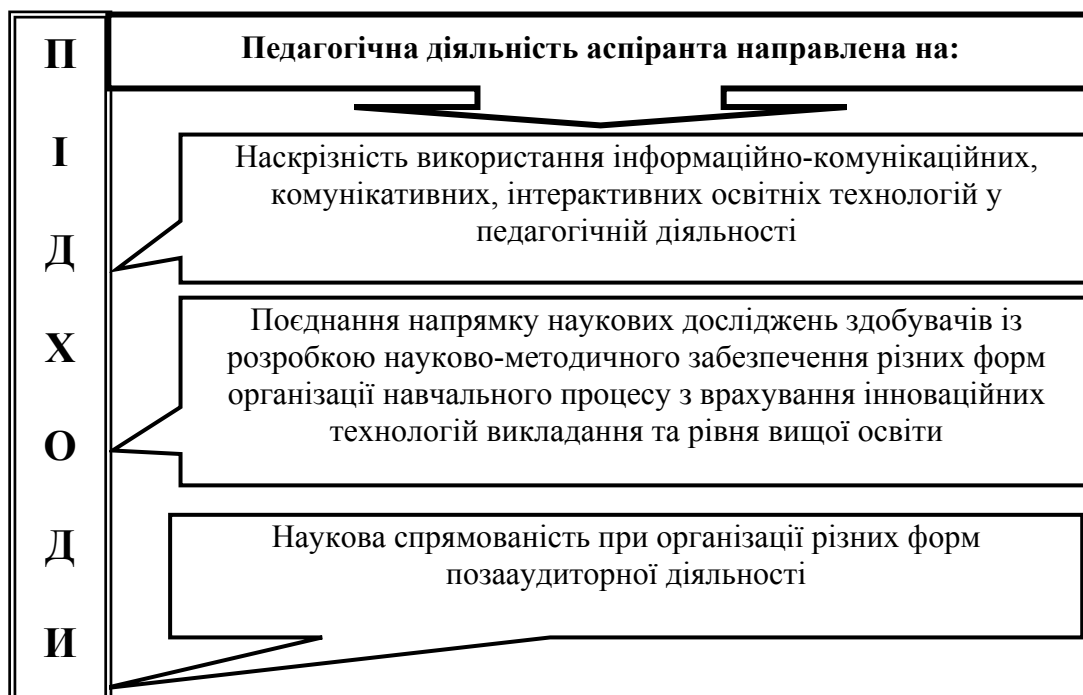 ПІДХОДИ
Педагогічна діяльність аспіранта направлена на:
Наскрізність використання інформаційно-комунікаційних,
комунікативних, інтерактивних освітніх технологій у
педагогічній діяльності
Поєднання напрямку наукових досліджень здобувачів із
розробкою науково-методичного забезпечення різних форм
організації навчального процесу з врахування інноваційних
технологій викладання та рівня вищої освіти
Наукова спрямованість при організації різних форм
позааудиторної діяльності